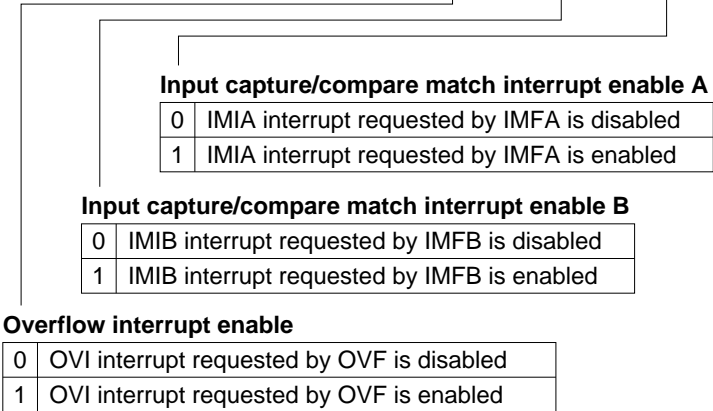 Input capture/compare match interrupt enable A
0 IMIA interrupt requested by IMFA is disabled
1 IMIA interrupt requested by IMFA is enabled
Input capture/compare match interrupt enable B
0 IMIB interrupt requested by IMFB is disabled
1 IMIB interrupt requested by IMFB is enabled
Overflow interrupt enable
0 OVI interrupt requested by OVF is disabled
1 OVI interrupt requested by OVF is enabled